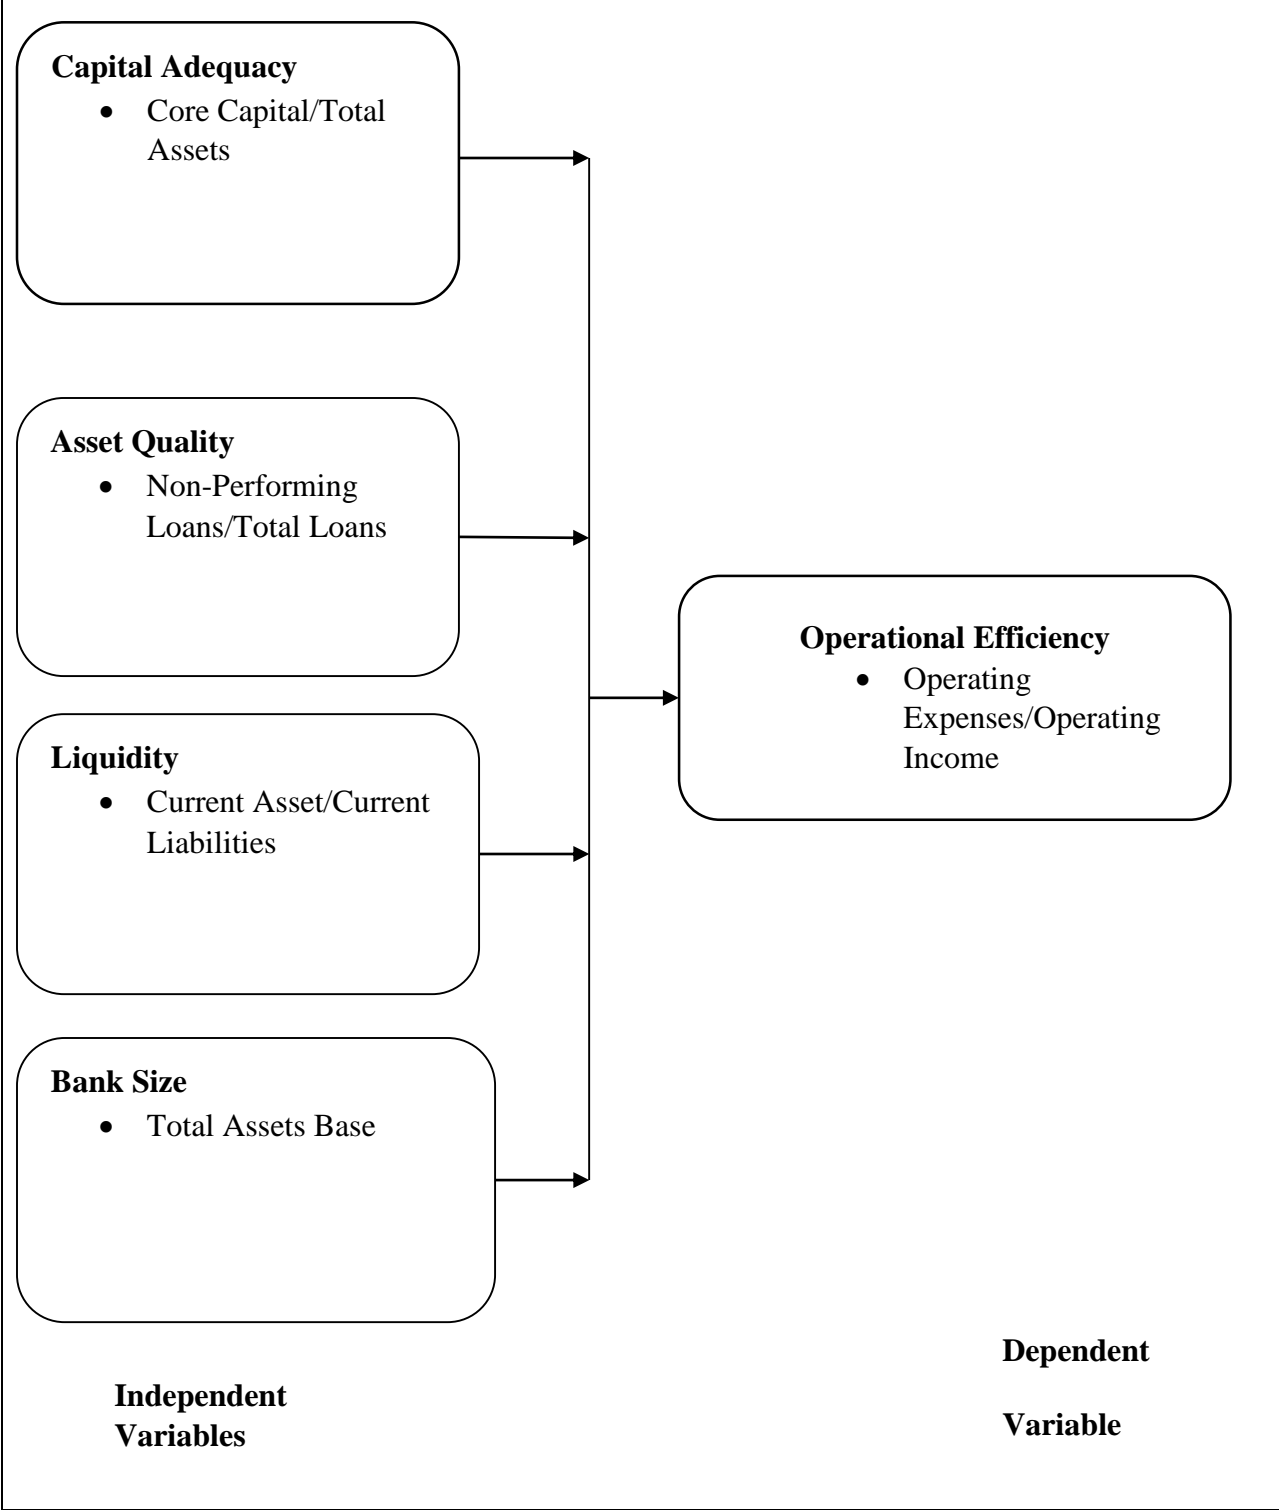 Capital Adequacy
• Core Capital/Total
Assets
Asset Quality
• Non-Performing
Loans/Total Loans
Liquidity
• Current Asset/Current
Liabilities
Bank Size
• Total Assets Base
Operational Efficiency
• Operating
Expenses/Operating
Income
Independent
Variables
Dependent
Variable